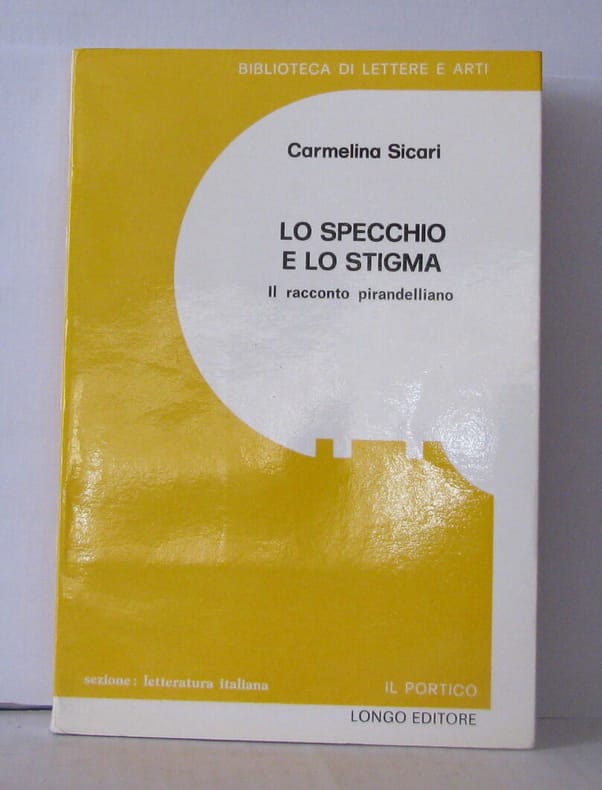 BIBLIOTECA DI LETTERE E ARTI
Carmelina Sicari
LO SPECCHIO
E LO STIGMA
Il racconto pirandelliano
sezione: letteratura italiana
IL PORTICO
LONGO EDITORE